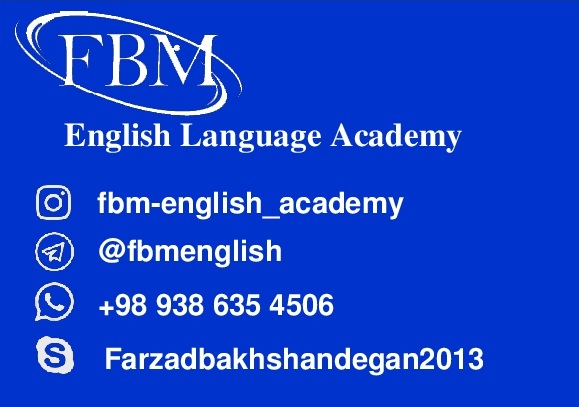 FBM
English Language Academy
fbm-english_academy
@fbmenglish
+98 938 635 4506
Farzadbakhshandegan2013